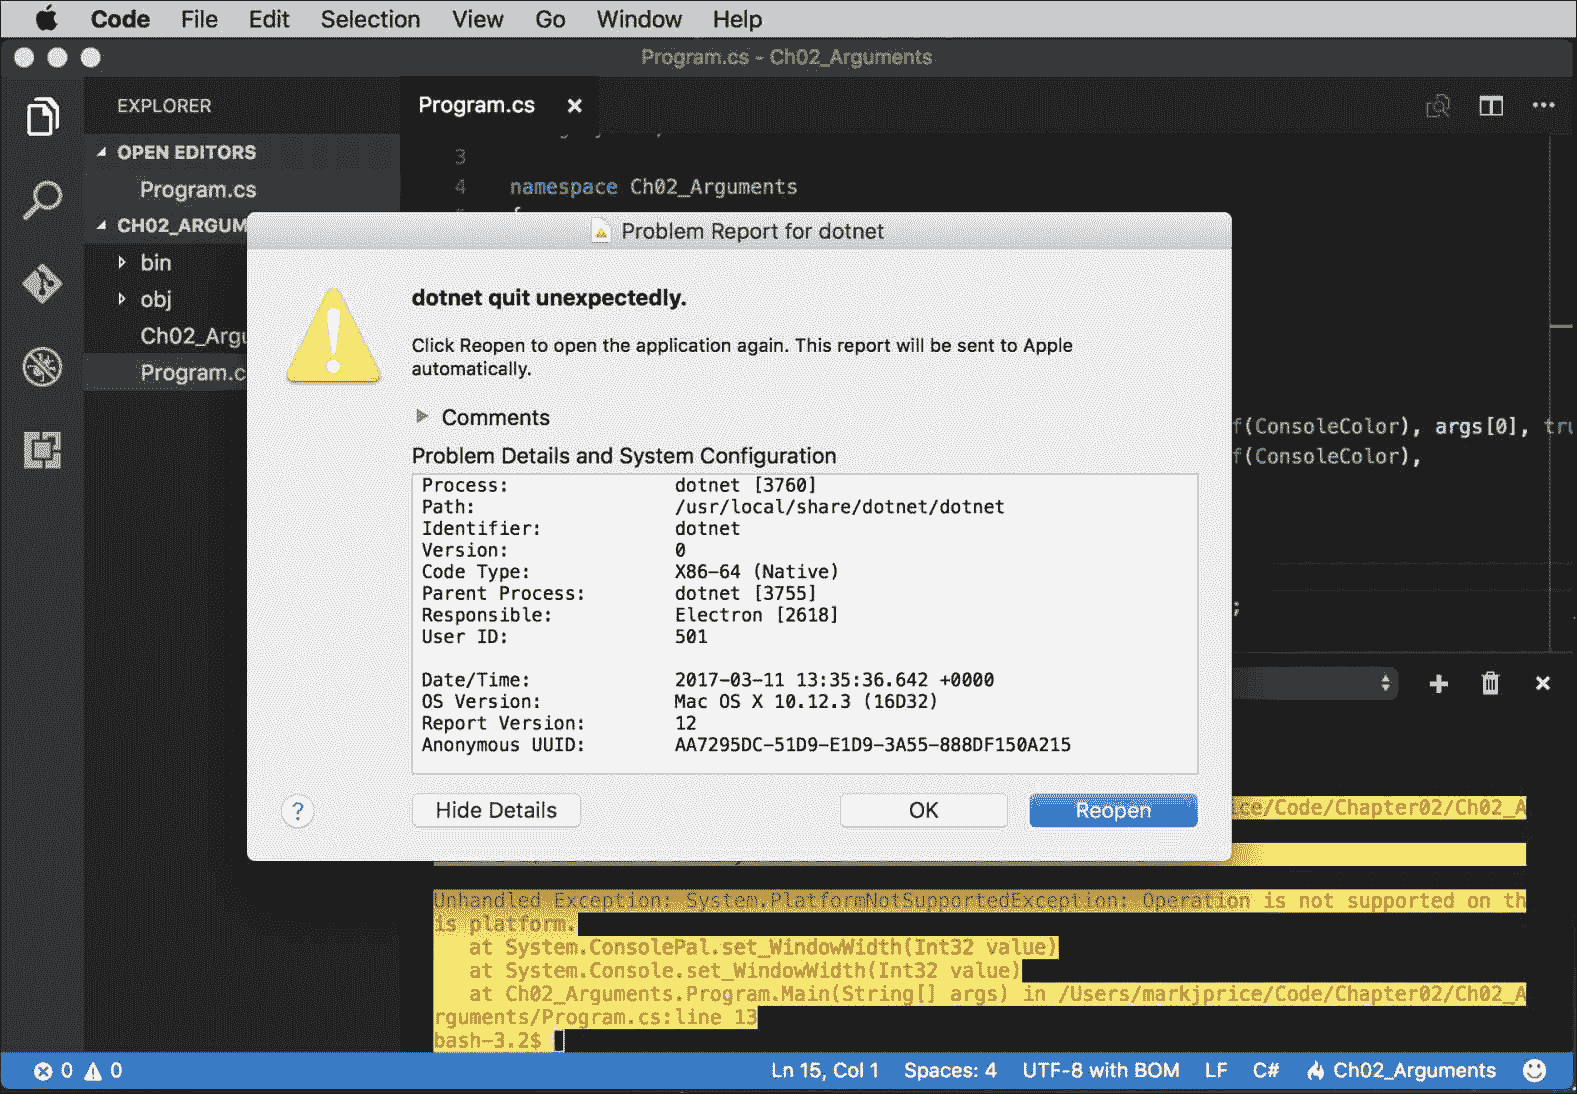 Code File Edit Selection View Go Window Help
Program.cs - Ch02_Arguments
EXPLORER
Program.cs
OPEN EDITORS
Program.cs
CH02_ARGUM
bin
obj
Ch02_Argu
Program.c
3
4 namespace Ch02_Arguments
{
f(ConsoleColor), args[0], tru
f(ConsoleColor),
;
Problem Report for dotnet
dotnet quit unexpectedly.
Click Reopen to open the application again. This report will be sent to Apple
automatically.
Comments
Problem Details and System Configuration
Process: dotnet [3760]
Path: /usr/local/share/dotnet/dotnet
Identifier: dotnet
Version: 0
Code Type: X86-64 (Native)
Parent Process: dotnet [3755]
Responsible: Electron [2618]
User ID: 501
Date/Time: 2017-03-11 13:35:36.642 +0000
OS Version: Mac OS X 10.12.3 (16D32)
Report Version: 12
Anonymous UUID: AA7295DC-51D9-E1D9-3A55-888DF150A215
? Hide Details OK Reopen
ice/Code/Chapter02/Ch02_A
Unhandled Exception: System.PlatformNotSupportedException: Operation is not supported on th
is platform.
at System.ConsolePal.set_WindowWidth(Int32 value)
at System.Console.set_WindowWidth(Int32 value)
at Ch02_Arguments.Program.Main(String[] args) in /Users/markjprice/Code/Chapter02/Ch02_A
rguments/Program.cs:line 13
bash-3.2$
0 0 Ln 15, Col 1 Spaces: 4 UTF-8 with BOM LF C# Ch02_Arguments